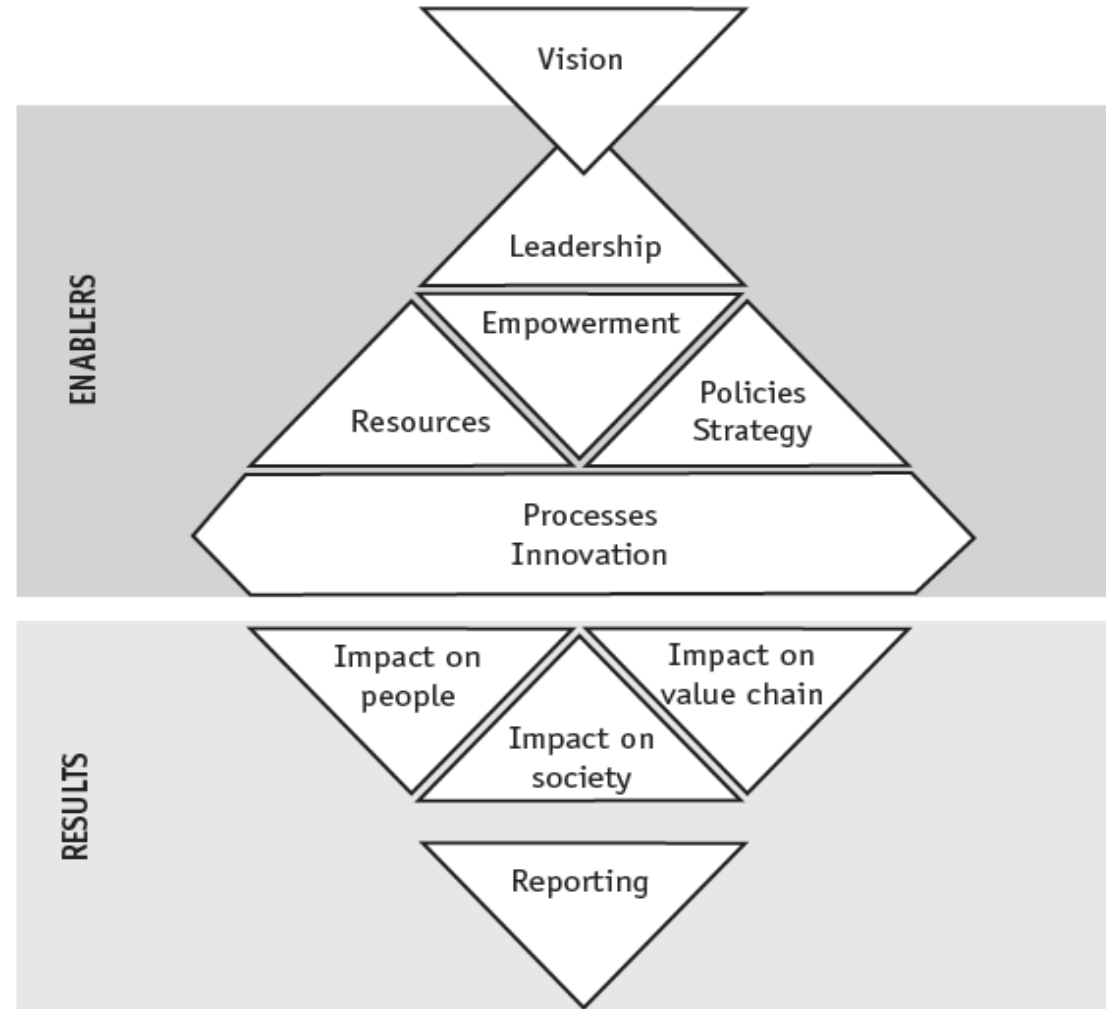 Vision
ENABLERS
Leadership
Empowerment
Resources
Policies
Strategy
Processes
Innovation
RESULTS
Impact on
people
Impact on
value chain
Impact on
society
Reporting